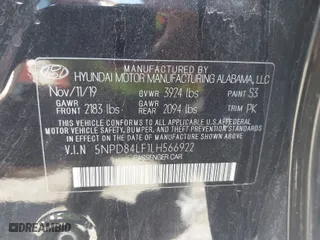 MANUFACTURED BY
HYUNDAI MOTOR MANUFACTURING ALABAMA, LLC
Nov/11/19 GVWR 3924 lbs PAINT S3
GAWR FRONT 2183 lbs GAWR REAR 2094 lbs TRIM PK
THIS VEHICLE CONFORMS TO ALL APPLICABLE U.S. FEDERAL
MOTOR VEHICLE SAFETY, BUMPER, AND THEFT PREVENTION STANDARDS
IN EFFECT ON THE DATE OF MANUFACTURE SHOWN ABOVE.
V.I.N 5NPD84LF1LH566922
PASSENGER CAR